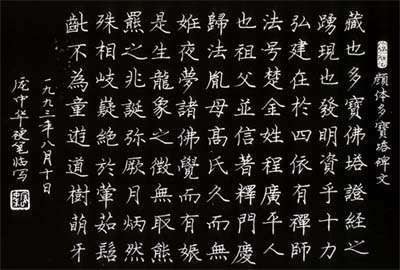 顔体多寶塔碑文
藏也多寶佛塔證經之
踴現也發明資乎十力
弘建在於四依有禪師
法号楚金姓程廣平人
也祖父並信著釋門慶
歸法胤母高氏久而無
姙夜夢諸佛覺而有娠
是生龍象之徵無取熊
羆之兆誕弥厥月炳然
殊相岐嶷絕於葷茹髫
齔不為童遊道樹萌牙
一九九三年八月十日
庞中华硬笔临写